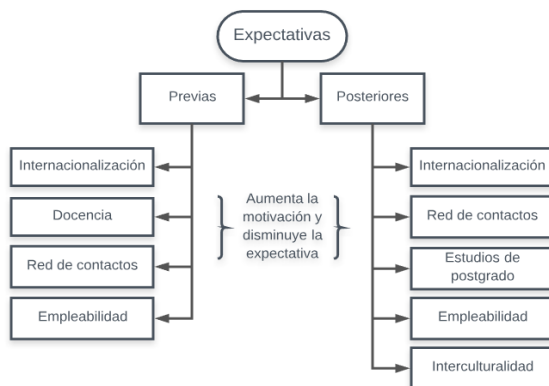 Expectativas
Previas
Posteriores
Internacionalización
Docencia
Red de contactos
Empleabilidad
Aumenta la
motivación y
disminuye la
expectativa
Internacionalización
Red de contactos
Estudios de
postgrado
Empleabilidad
Interculturalidad